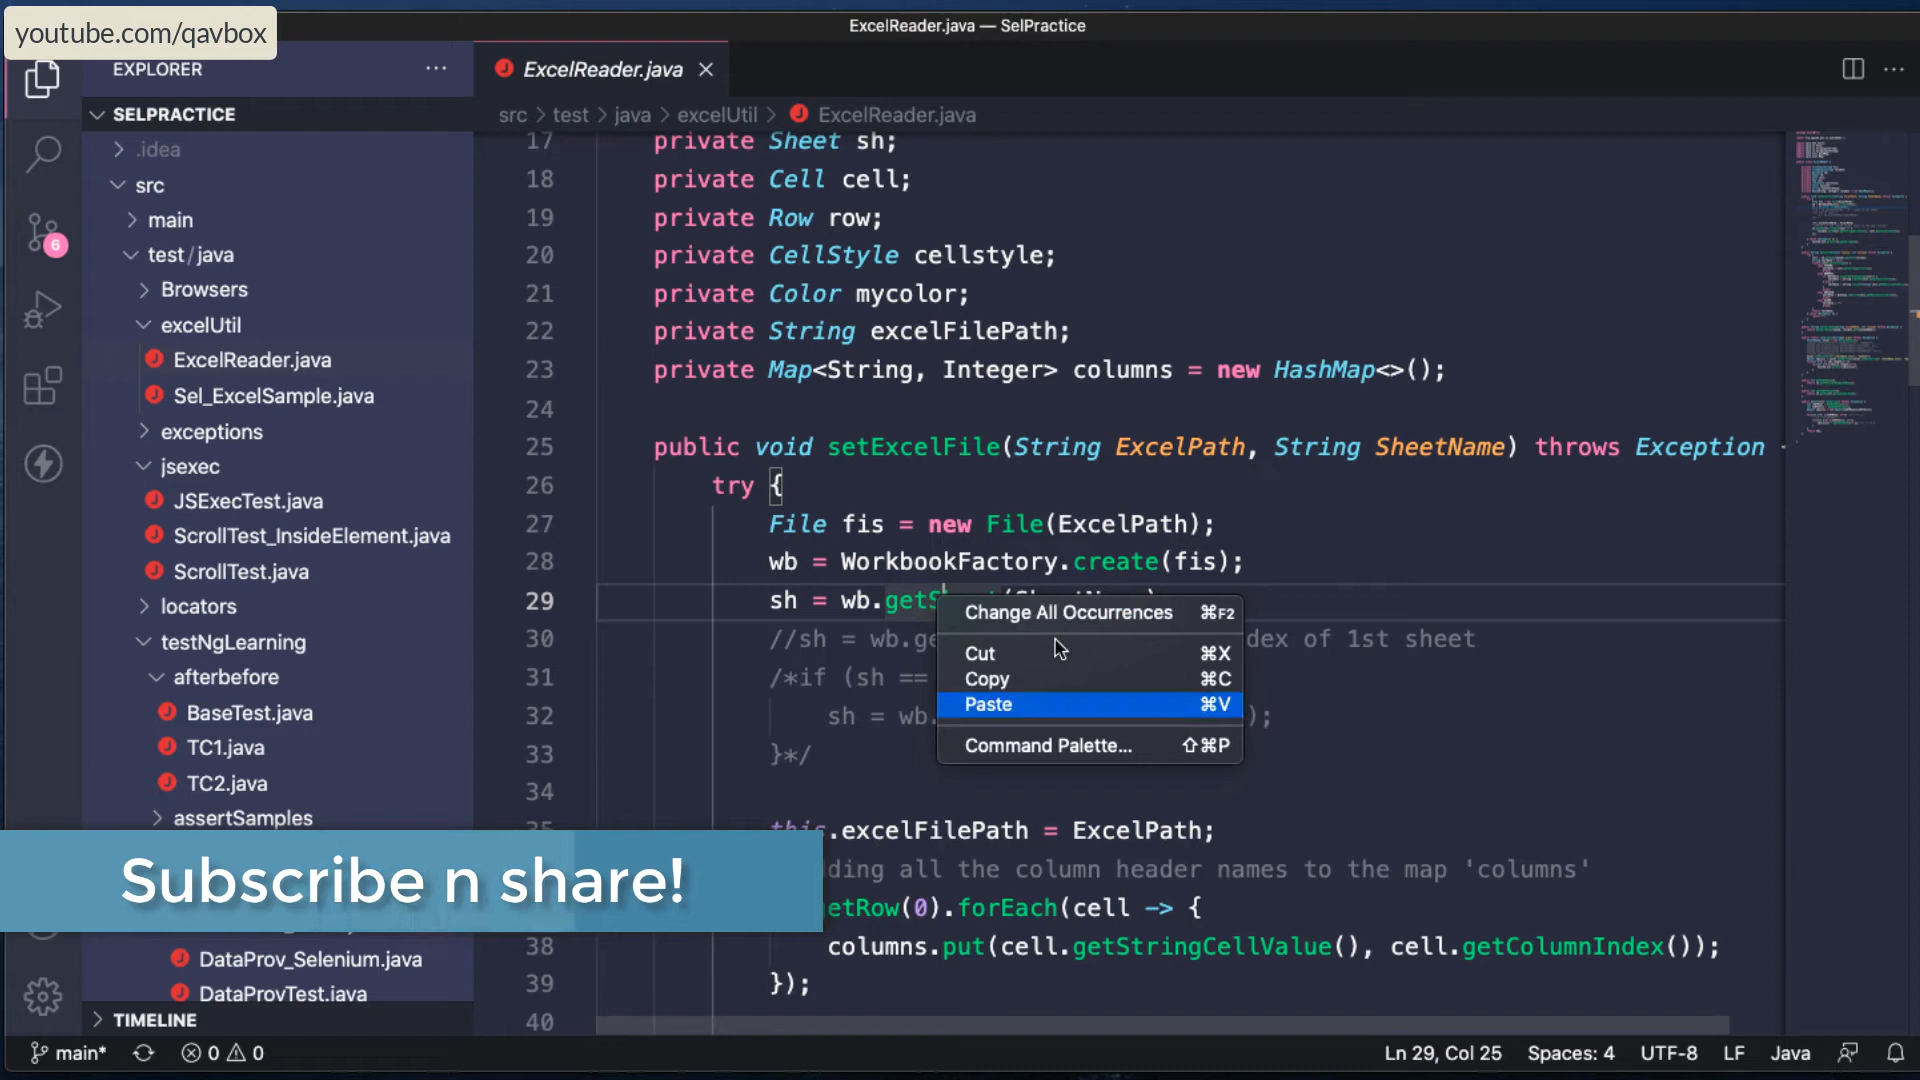 youtube.com/qavbox
ExcelReader.java — SelPractice
EXPLORER
SELPRACTICE
.idea
src
main
test/java
Browsers
excelUtil
ExcelReader.java
Sel_ExcelSample.java
exceptions
jsexec
JSExecTest.java
ScrollTest_InsideElement.java
ScrollTest.java
locators
testNgLearning
afterbefore
BaseTest.java
TC1.java
TC2.java
assertSamples
DataProv_Selenium.java
DataProvTest.java
TIMELINE
6
ExcelReader.java
src > test > java > excelUtil > ExcelReader.java
17 private Sheet sh;
18 private Cell cell;
19 private Row row;
20 private CellStyle cellstyle;
21 private Color mycolor;
22 private String excelFilePath;
23 private Map<String, Integer> columns = new HashMap<>();
24
25 public void setExcelFile(String ExcelPath, String SheetName) throws Exception
26 try {
27 File fis = new File(ExcelPath);
28 wb = WorkbookFactory.create(fis);
29 sh = wb.getS
30 //sh = wb.ge dex of 1st sheet
31 /*if (sh ==
32 sh = wb. );
33 }*/
34
35 this.excelFilePath = ExcelPath;
ding all the column header names to the map 'columns'
etRow(0).forEach(cell -> {
38 columns.put(cell.getStringCellValue(), cell.getColumnIndex());
39 });
40
Change All Occurrences ⌘F2
Cut ⌘X
Copy ⌘C
Paste ⌘V
Command Palette... ⇧⌘P
Subscribe n share!
main* 0 0
Ln 29, Col 25 Spaces: 4 UTF-8 LF Java